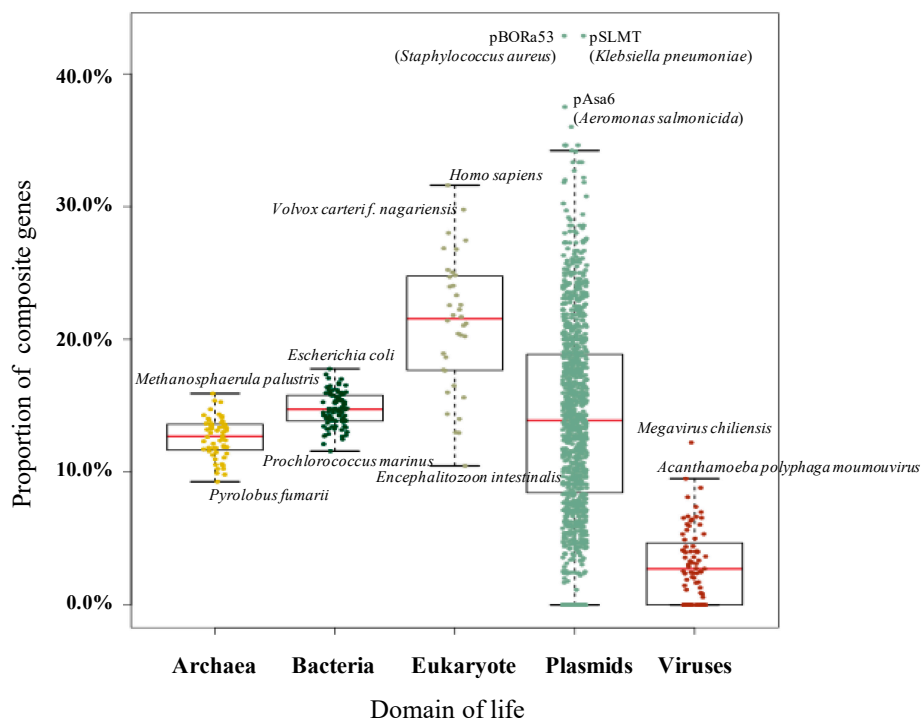 pBORa53
(Staphylococcus aureus)
pSLMT
(Klebsiella pneumoniae)
40.0%
pAsa6
(Aeromonas salmonicida)
Homo sapiens
Volvox carteri f. nagariensis
30.0%
Proportion of composite genes
20.0%
Escherichia coli
Methanosphaerula palustris
Megavirus chiliensis
Prochlorococcus marinus
Encephalitozoon intestinalis
Acanthamoeba polyphaga moumouvirus
10.0%
Pyrolobus fumarii
0.0%
Archaea Bacteria Eukaryote Plasmids Viruses
Domain of life